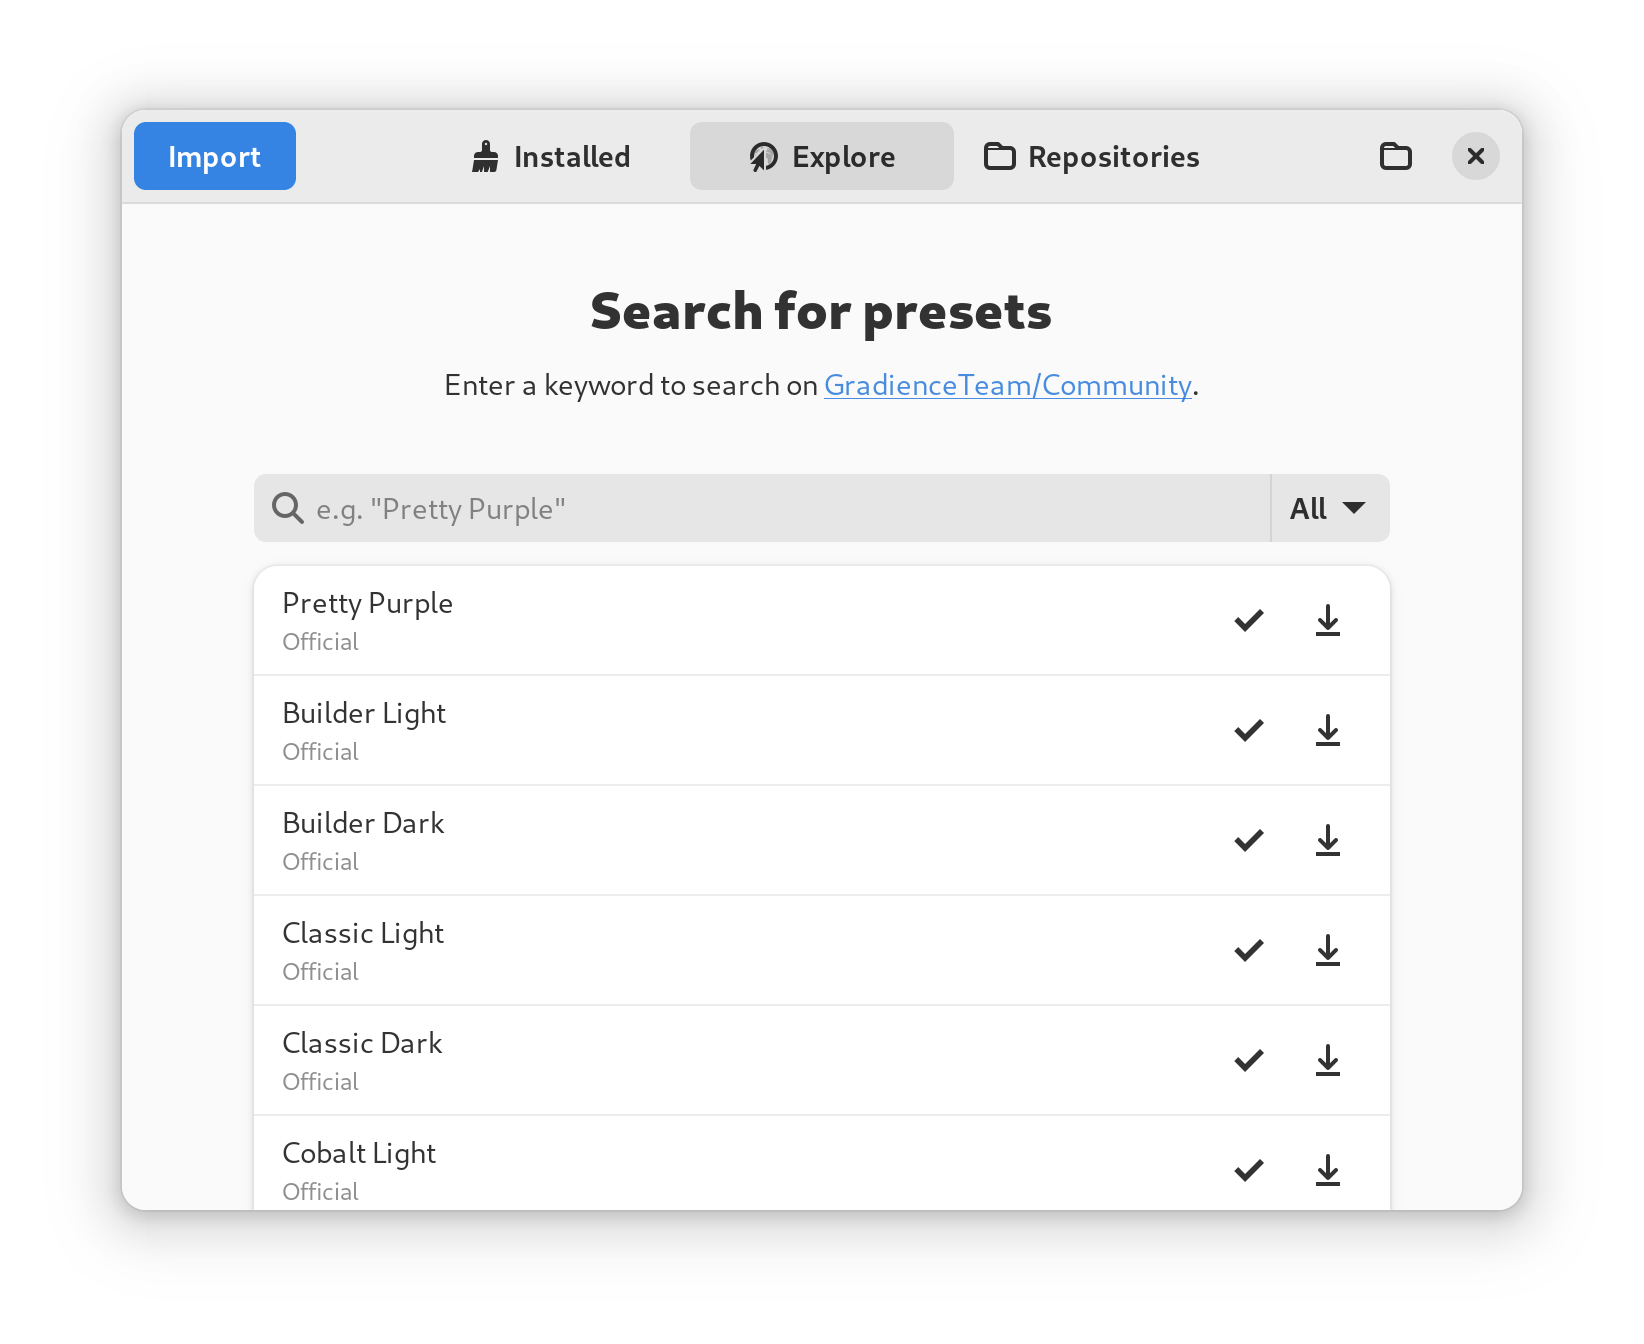 Import
Installed
Explore
Repositories
Search for presets
Enter a keyword to search on GradienceTeam/Community.
e.g. "Pretty Purple"
All
Pretty Purple
Official
Builder Light
Official
Builder Dark
Official
Classic Light
Official
Classic Dark
Official
Cobalt Light
Official